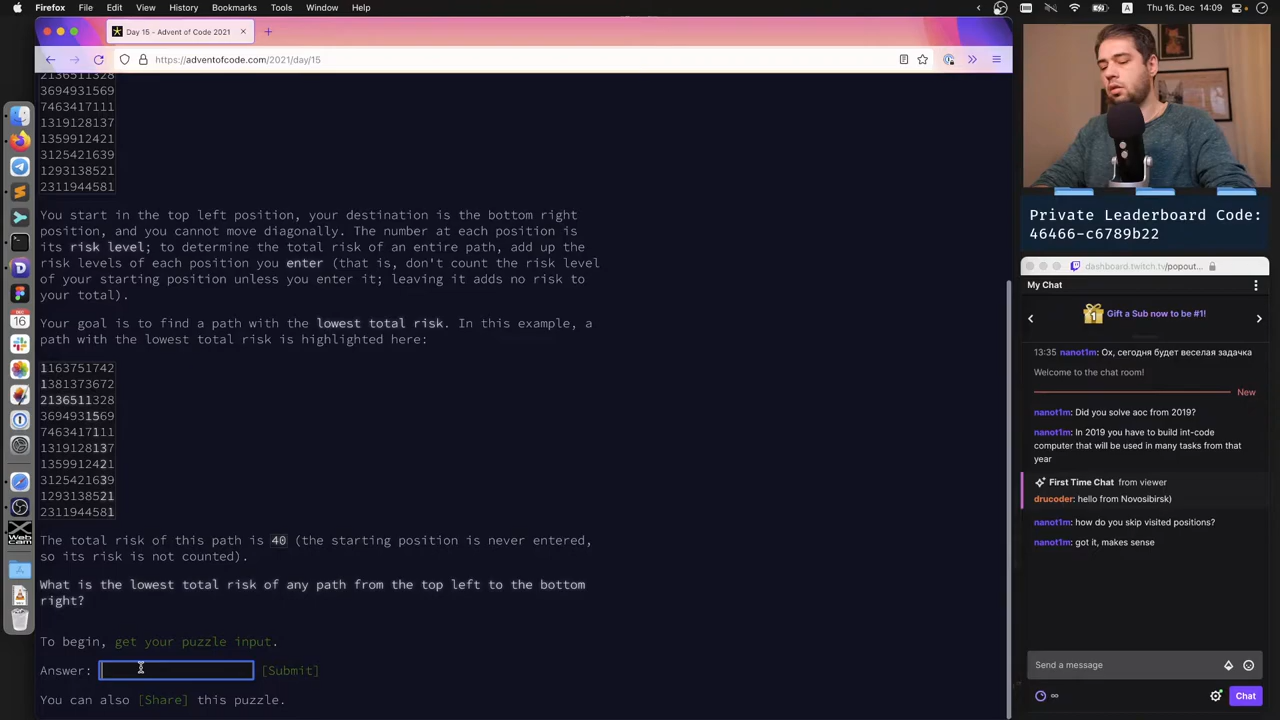 Firefox File Edit View History Bookmarks Tools Window Help
Thu 16. Dec 14:09
Day 15 - Advent of Code 2021
https://adventofcode.com/2021/day/15
2136511328
3694931569
7463417111
1319128137
1359912421
3125421639
1293138521
2311944581
You start in the top left position, your destination is the bottom right
position, and you cannot move diagonally. The number at each position is
its risk level; to determine the total risk of an entire path, add up the
risk levels of each position you enter (that is, don't count the risk level
of your starting position unless you enter it; leaving it adds no risk to
your total).
Your goal is to find a path with the lowest total risk. In this example, a
path with the lowest total risk is highlighted here:
1163751742
1381373672
2136511328
3694931569
7463417111
1319128137
1359912421
3125421639
1293138521
2311944581
The total risk of this path is 40 (the starting position is never entered,
so its risk is not counted).
What is the lowest total risk of any path from the top left to the bottom
right?
To begin, get your puzzle input.
Answer: [Submit]
You can also [Share] this puzzle.
DEC
16
Web
Cam
Private Leaderboard Code:
46466-c6789b22
dashboard.twitch.tv/popout...
My Chat
1 Gift a Sub now to be #1!
13:35 nanot1m: Ох, сегодня будет веселая задачка
Welcome to the chat room!
New
nanot1m: Did you solve aoc from 2019?
nanot1m: In 2019 you have to build int-code
computer that will be used in many tasks from that
year
First Time Chat from viewer
drucoder: hello from Novosibirsk)
nanot1m: how do you skip visited positions?
nanot1m: got it, makes sense
Send a message
∞
Chat